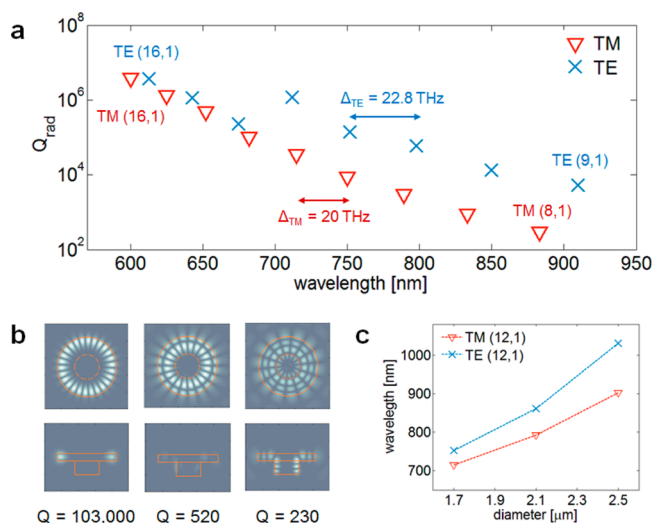 a
10^8
10^6
10^4
10^2
Q_rad
TE (16,1)
TM (16,1)
Δ_TE = 22.8 THz
Δ_TM = 20 THz
TM
TE
TE (9,1)
TM (8,1)
600 650 700 750 800 850 900 950
wavelength [nm]
b
Q = 103.000 Q = 520 Q = 230
c
TM (12,1)
TE (12,1)
1000
900
800
700
wavelegth [nm]
1.7 1.9 2.1 2.3 2.5
diameter [μm]